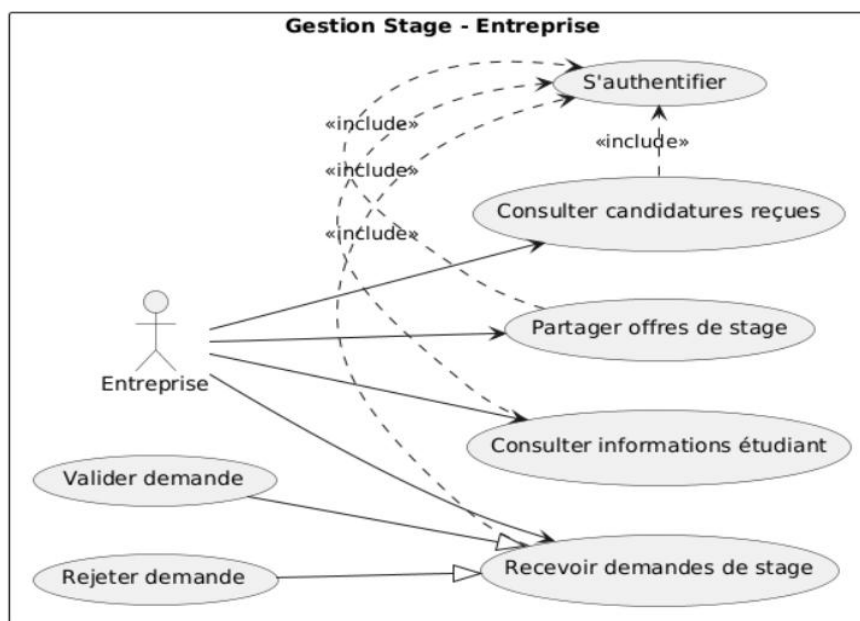 Gestion Stage - Entreprise
S'authentifier
«include»
«include»
«include»
«include»
Consulter candidatures reçues
Partager offres de stage
Entreprise
Consulter informations étudiant
Valider demande
Recevoir demandes de stage
Rejeter demande